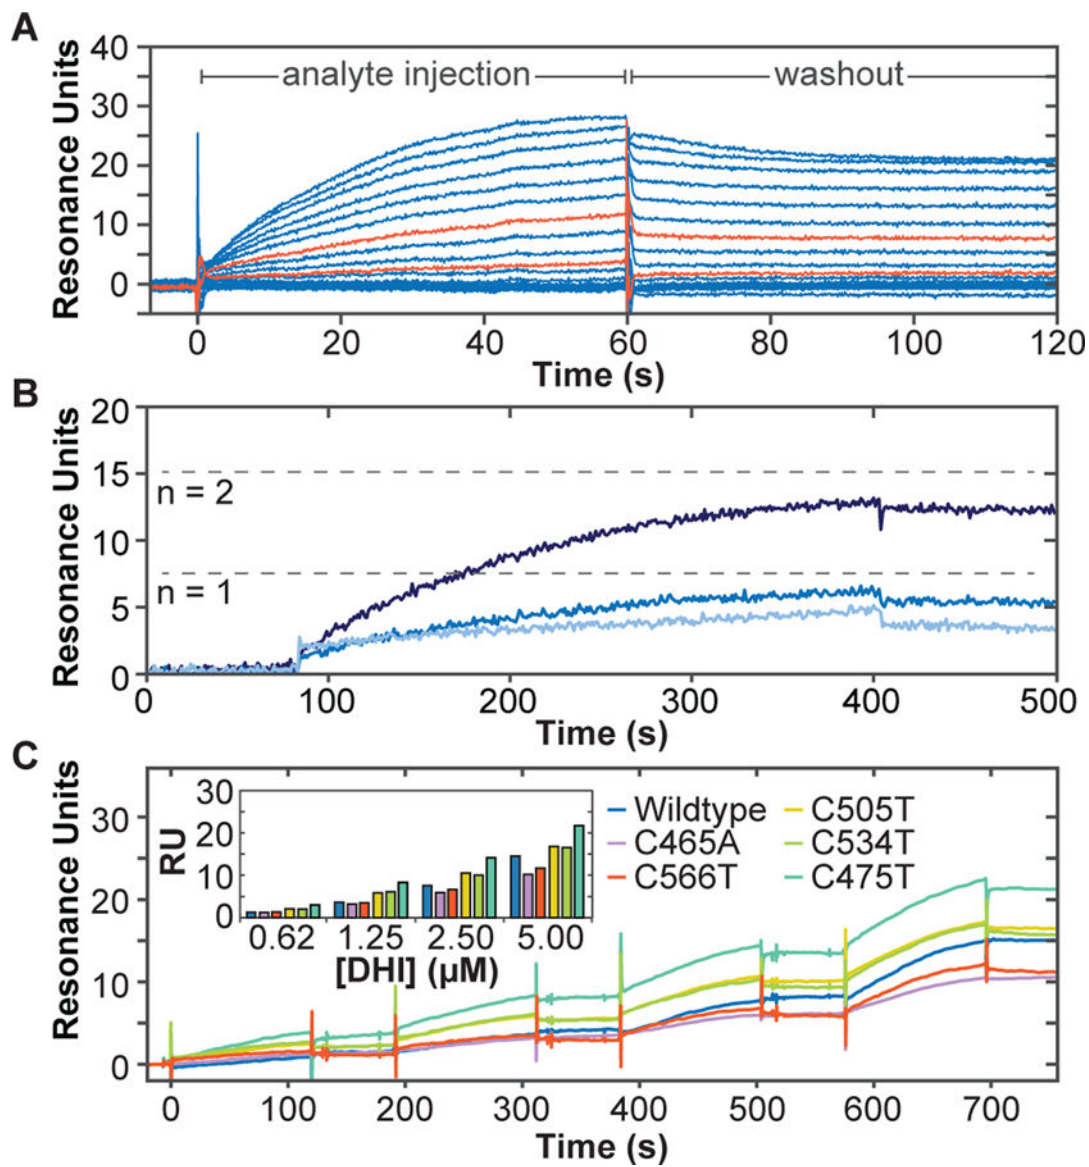 A
Resonance Units
40
30
20
10
0
analyte injection
washout
0 20 40 60 80 100 120
Time (s)
B
Resonance Units
20
15
10
5
0
n = 2
n = 1
0 100 200 300 400 500
Time (s)
C
Resonance Units
30
20
10
0
RU
30
20
10
0
0.62 1.25 2.50 5.00
[DHI] (µM)
Wildtype
C465A
C566T
C505T
C534T
C475T
0 100 200 300 400 500 600 700
Time (s)